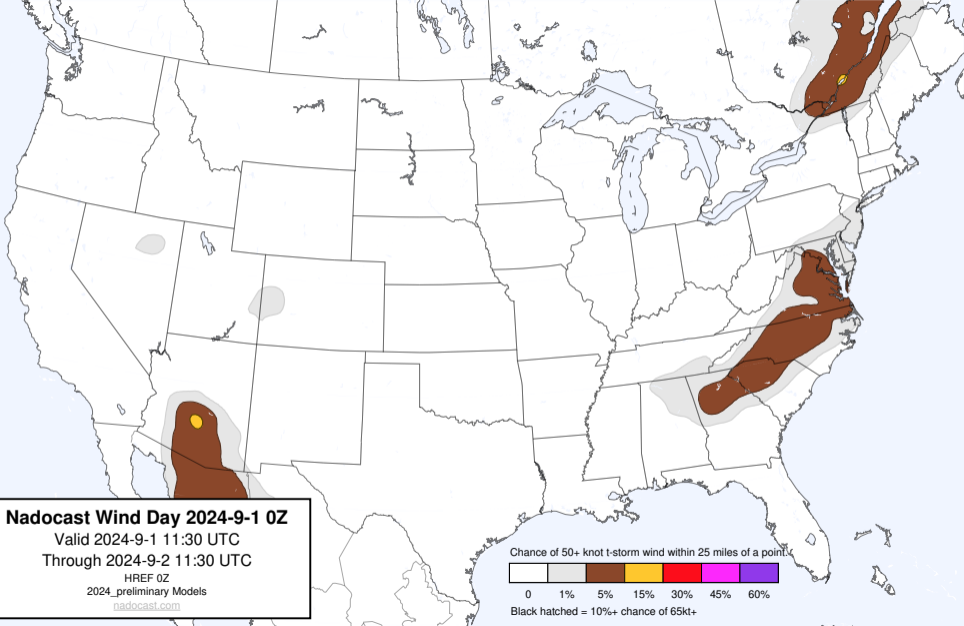 Nadocast Wind Day 2024-9-1 0Z
Valid 2024-9-1 11:30 UTC
Through 2024-9-2 11:30 UTC
HREF 0Z
2024_preliminary Models
nadocast.com
Chance of 50+ knot t-storm wind within 25 miles of a point.
0 1% 5% 15% 30% 45% 60%
Black hatched = 10%+ chance of 65kt+